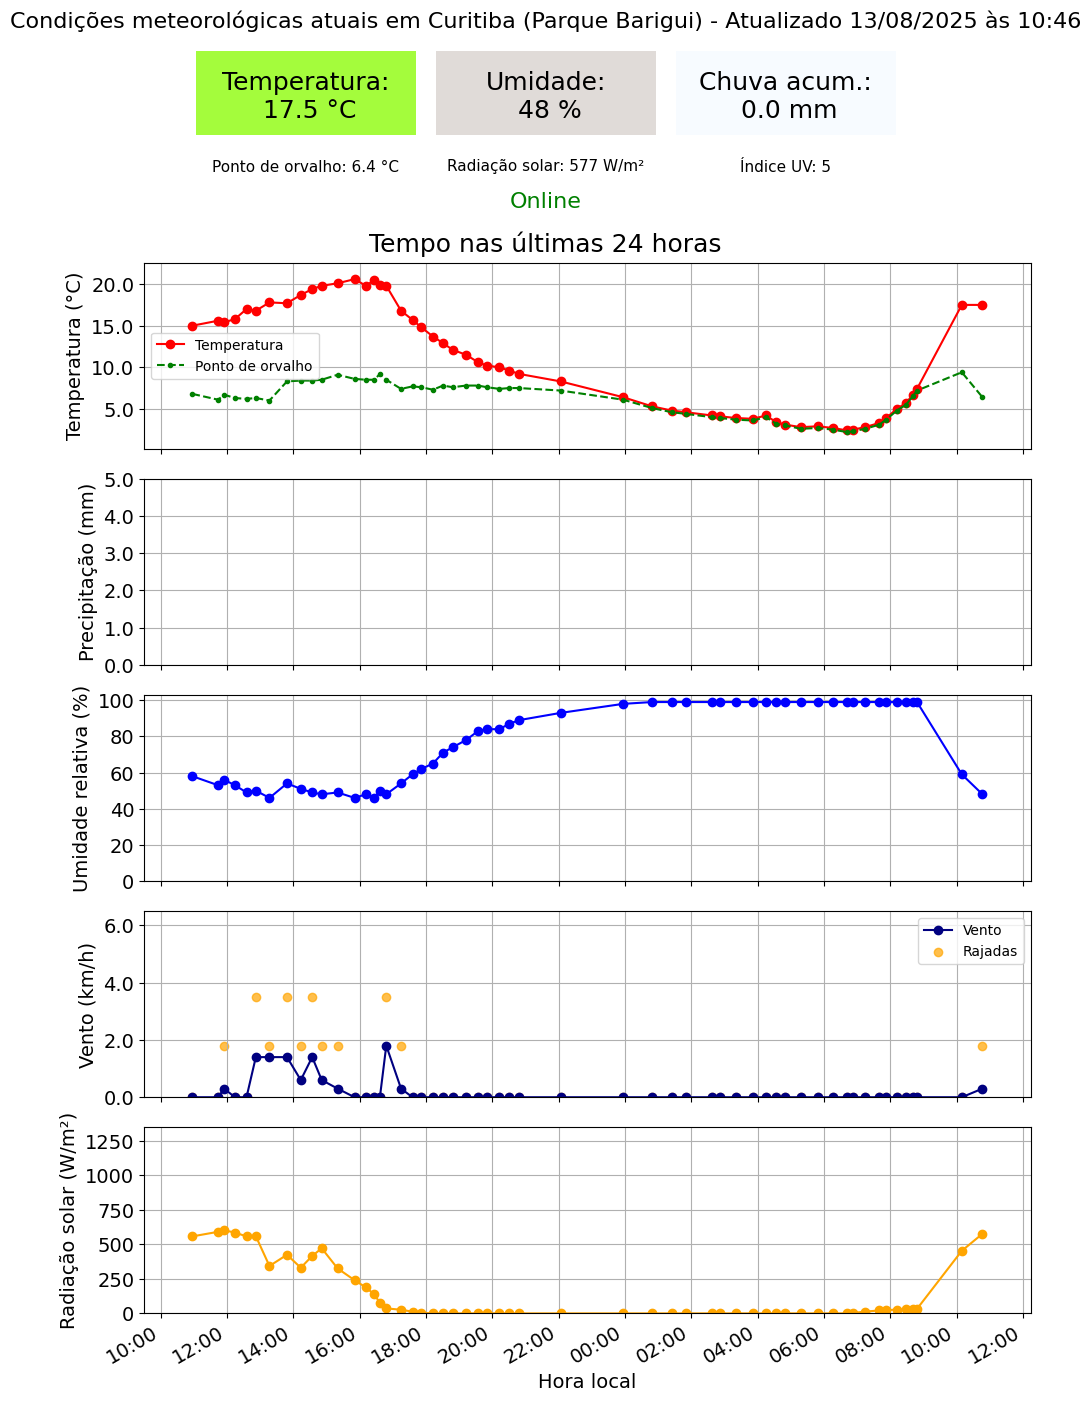 Condições meteorológicas atuais em Curitiba (Parque Barigui) - Atualizado 13/08/2025 às 10:46
Temperatura:
17.5 °C
Umidade:
48 %
Chuva acum.:
0.0 mm
Ponto de orvalho: 6.4 °C
Radiação solar: 577 W/m²
Índice UV: 5
Online
Tempo nas últimas 24 horas
Temperatura (°C)
20.0
15.0
10.0
5.0
Temperatura
Ponto de orvalho
Precipitação (mm)
5.0
4.0
3.0
2.0
1.0
0.0
Umidade relativa (%)
100
80
60
40
20
0
Vento (km/h)
6.0
4.0
2.0
0.0
Vento
Rajadas
Radiação solar (W/m²)
1250
1000
750
500
250
0
10:00
12:00
14:00
16:00
18:00
20:00
22:00
00:00
02:00
04:00
06:00
08:00
10:00
12:00
Hora local